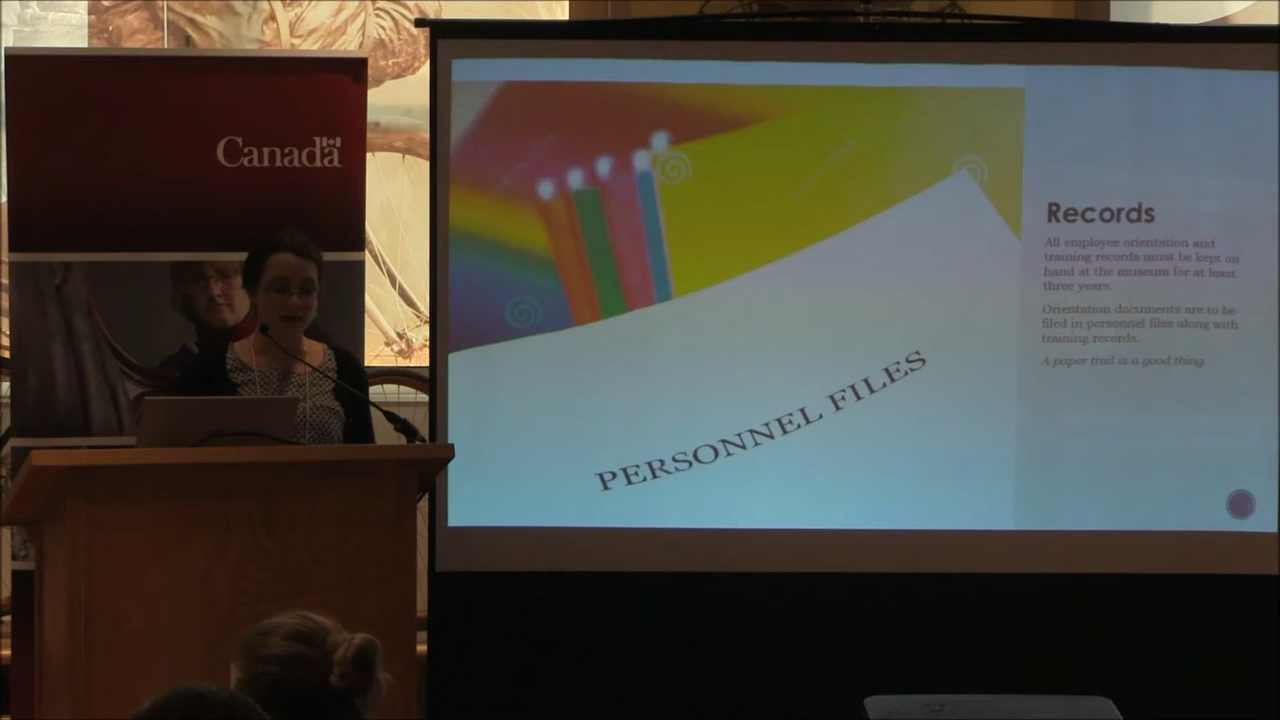 Canada
PERSONNEL FILES
Records
All employee orientation and
training records must be kept on
hand at the museum for at least
three years.
Orientation documents are to be
filed in personnel files along with
training records.
A paper trail is a good thing.